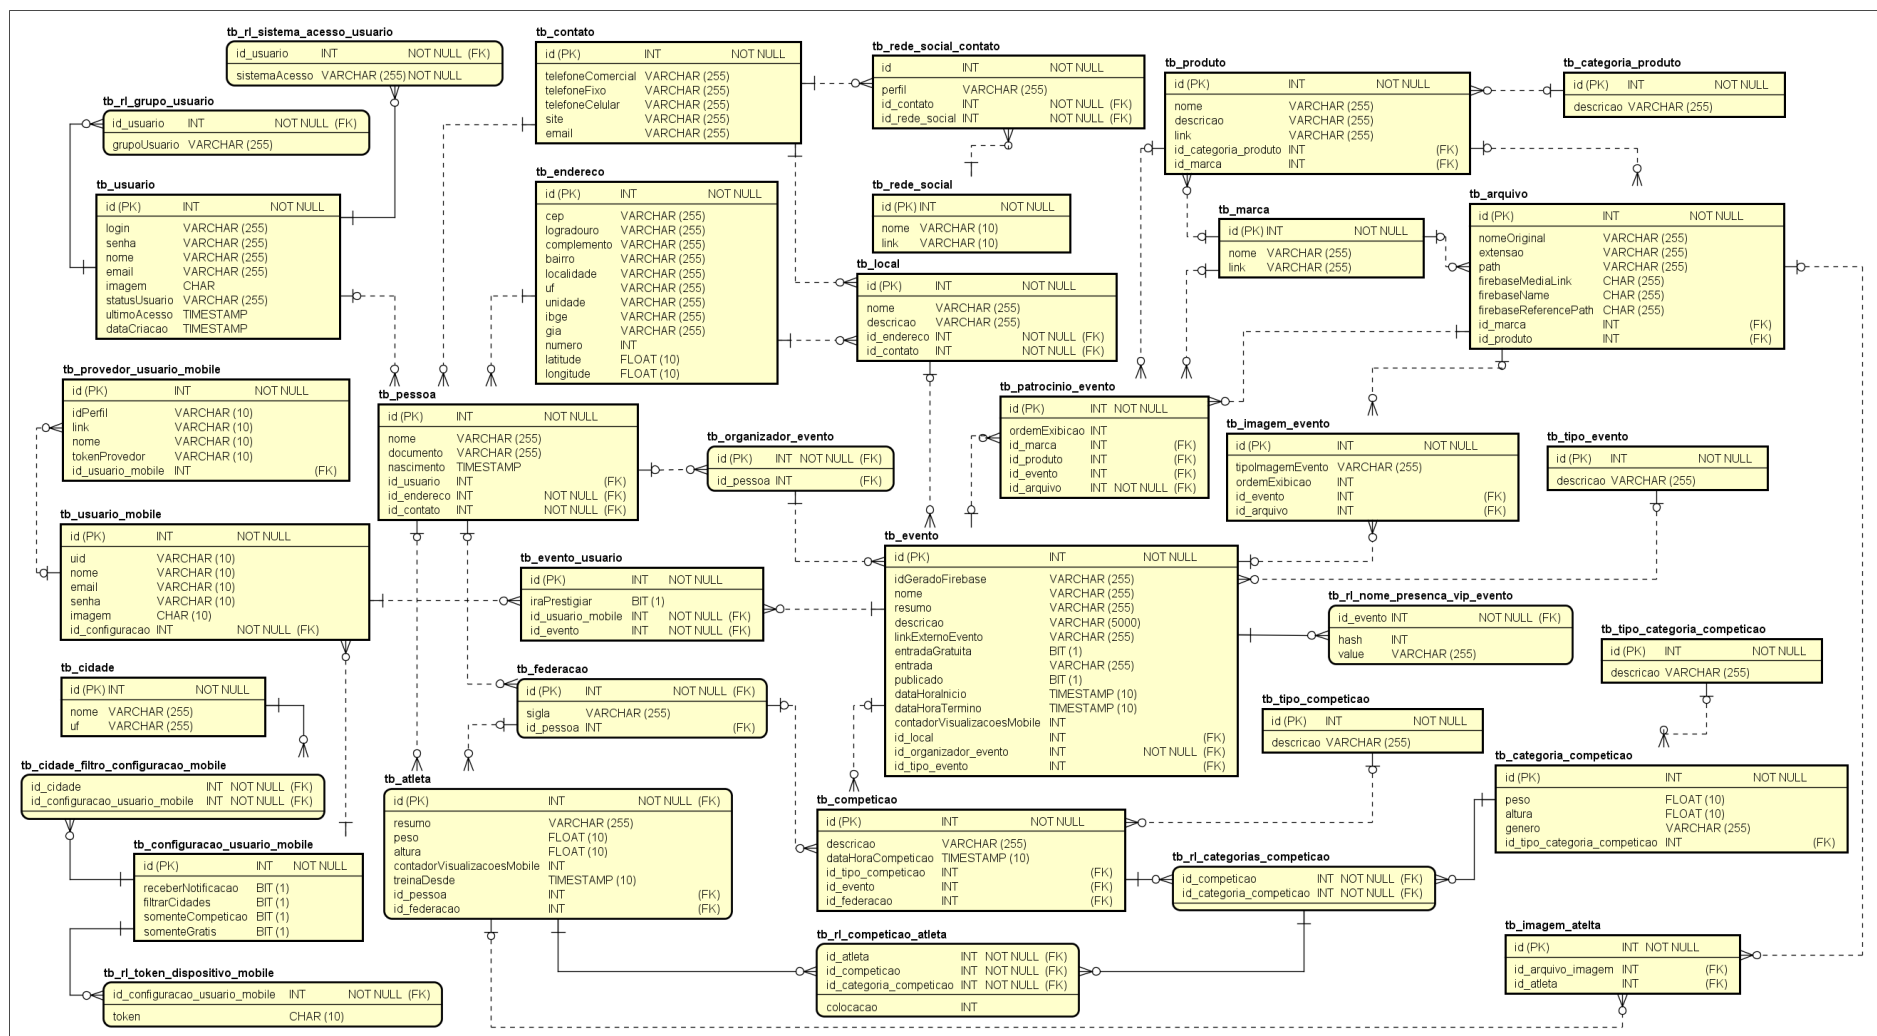 tb_rl_sistema_acesso_usuario
id_usuario INT NOT NULL (FK)
sistemaAcesso VARCHAR (255) NOT NULL
tb_rl_grupo_usuario
id_usuario INT NOT NULL (FK)
grupoUsuario VARCHAR (255)
tb_usuario
id (PK) INT NOT NULL
login VARCHAR (255)
senha VARCHAR (255)
nome VARCHAR (255)
email VARCHAR (255)
imagem CHAR
statusUsuario VARCHAR (255)
ultimoAcesso TIMESTAMP
dataCriacao TIMESTAMP
tb_contato
id (PK) INT NOT NULL
telefoneComercial VARCHAR (255)
telefoneFixo VARCHAR (255)
telefoneCelular VARCHAR (255)
site VARCHAR (255)
email VARCHAR (255)
tb_endereco
id (PK) INT NOT NULL
cep VARCHAR (255)
logradouro VARCHAR (255)
complemento VARCHAR (255)
bairro VARCHAR (255)
localidade VARCHAR (255)
uf VARCHAR (255)
unidade VARCHAR (255)
ibge VARCHAR (255)
gia VARCHAR (255)
numero INT
latitude FLOAT (10)
longitude FLOAT (10)
tb_rede_social_contato
id INT NOT NULL
perfil VARCHAR (255)
id_contato INT NOT NULL (FK)
id_rede_social INT NOT NULL (FK)
tb_rede_social
id (PK) INT NOT NULL
nome VARCHAR (10)
link VARCHAR (10)
tb_local
id (PK) INT NOT NULL
nome VARCHAR (255)
descricao VARCHAR (255)
id_endereco INT NOT NULL (FK)
id_contato INT NOT NULL (FK)
tb_produto
id (PK) INT NOT NULL
nome VARCHAR (255)
descricao VARCHAR (255)
link VARCHAR (255)
id_categoria_produto INT (FK)
id_marca INT (FK)
tb_categoria_produto
id (PK) INT NOT NULL
descricao VARCHAR (255)
tb_marca
id (PK) INT NOT NULL
nome VARCHAR (255)
link VARCHAR (255)
tb_arquivo
id (PK) INT NOT NULL
nomeOriginal VARCHAR (255)
extensao VARCHAR (255)
path VARCHAR (255)
firebaseMediaLink CHAR (255)
firebaseName CHAR (255)
firebaseReferencePath CHAR (255)
id_marca INT (FK)
id_produto INT (FK)
tb_provedor_usuario_mobile
id (PK) INT NOT NULL
idPerfil VARCHAR (10)
link VARCHAR (10)
nome VARCHAR (10)
tokenProvedor VARCHAR (10)
id_usuario_mobile INT (FK)
tb_pessoa
id (PK) INT NOT NULL
nome VARCHAR (255)
documento VARCHAR (255)
nascimento TIMESTAMP
id_usuario INT (FK)
id_endereco INT NOT NULL (FK)
id_contato INT NOT NULL (FK)
tb_organizador_evento
id (PK) INT NOT NULL (FK)
id_pessoa INT (FK)
tb_patrocinio_evento
id (PK) INT NOT NULL
ordemExibicao INT
id_marca INT (FK)
id_produto INT (FK)
id_evento INT (FK)
id_arquivo INT NOT NULL (FK)
tb_imagem_evento
id (PK) INT NOT NULL
tipoImagemEvento VARCHAR (255)
ordemExibicao INT
id_evento INT (FK)
id_arquivo INT (FK)
tb_tipo_evento
id (PK) INT NOT NULL
descricao VARCHAR (255)
tb_usuario_mobile
id (PK) INT NOT NULL
uid VARCHAR (10)
nome VARCHAR (10)
email VARCHAR (10)
senha VARCHAR (10)
imagem CHAR (10)
id_configuracao INT NOT NULL (FK)
tb_evento_usuario
id (PK) INT NOT NULL
iraPrestigiar BIT (1)
id_usuario_mobile INT NOT NULL (FK)
id_evento INT NOT NULL (FK)
tb_evento
id (PK) INT NOT NULL
idGeradoFirebase VARCHAR (255)
nome VARCHAR (255)
resumo VARCHAR (255)
descricao VARCHAR (5000)
linkExternoEvento VARCHAR (255)
entradaGratuita BIT (1)
entrada VARCHAR (255)
publicado BIT (1)
dataHoraInicio TIMESTAMP (10)
dataHoraTermino TIMESTAMP (10)
contadorVisualizacoesMobile INT
id_local INT (FK)
id_organizador_evento INT NOT NULL (FK)
id_tipo_evento INT (FK)
tb_rl_nome_presenca_vip_evento
id_evento INT NOT NULL (FK)
hash INT
value VARCHAR (255)
tb_tipo_categoria_competicao
id (PK) INT NOT NULL
descricao VARCHAR (255)
tb_cidade
id (PK) INT NOT NULL
nome VARCHAR (255)
uf VARCHAR (255)
tb_federacao
id (PK) INT NOT NULL (FK)
sigla VARCHAR (255)
id_pessoa INT (FK)
tb_tipo_competicao
id (PK) INT NOT NULL
descricao VARCHAR (255)
tb_categoria_competicao
id (PK) INT NOT NULL
peso FLOAT (10)
altura FLOAT (10)
genero VARCHAR (255)
id_tipo_categoria_competicao INT (FK)
tb_cidade_filtro_configuracao_mobile
id_cidade INT NOT NULL (FK)
id_configuracao_usuario_mobile INT NOT NULL (FK)
tb_atleta
id (PK) INT NOT NULL (FK)
resumo VARCHAR (255)
peso FLOAT (10)
altura FLOAT (10)
contadorVisualizacoesMobile INT
treinaDesde TIMESTAMP (10)
id_pessoa INT (FK)
id_federacao INT (FK)
tb_competicao
id (PK) INT NOT NULL
descricao VARCHAR (255)
dataHoraCompeticao TIMESTAMP (10)
id_tipo_competicao INT (FK)
id_evento INT (FK)
id_federacao INT (FK)
tb_rl_categorias_competicao
id_competicao INT NOT NULL (FK)
id_categoria_competicao INT NOT NULL (FK)
tb_configuracao_usuario_mobile
id (PK) INT NOT NULL
receberNotificacao BIT (1)
filtrarCidades BIT (1)
somenteCompeticao BIT (1)
somenteGratis BIT (1)
tb_rl_competicao_atleta
id_atleta INT NOT NULL (FK)
id_competicao INT NOT NULL (FK)
id_categoria_competicao INT NOT NULL (FK)
colocacao INT
tb_imagem_atelta
id (PK) INT NOT NULL
id_arquivo_imagem INT (FK)
id_atleta INT (FK)
tb_rl_token_dispositivo_mobile
id_configuracao_usuario_mobile INT NOT NULL (FK)
token CHAR (10)